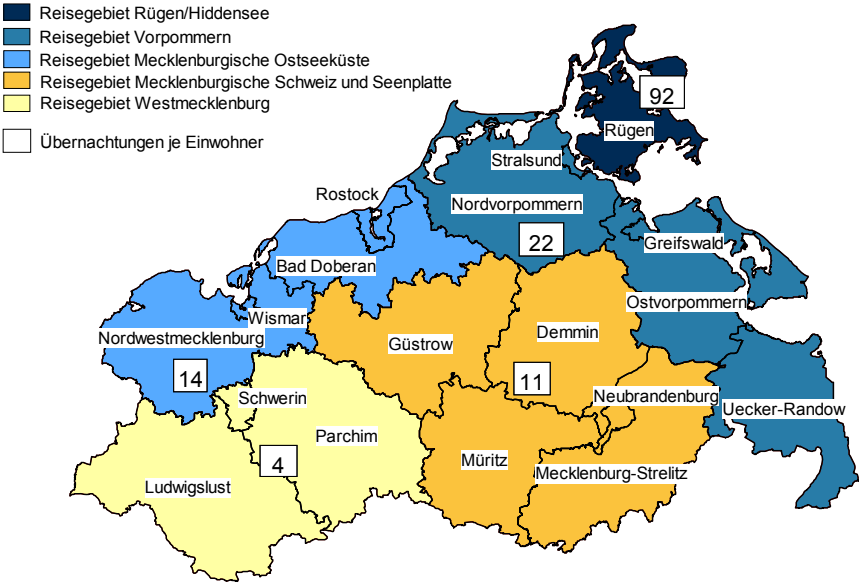 Reisegebiet Rügen/Hiddensee
Reisegebiet Vorpommern
Reisegebiet Mecklenburgische Ostseeküste
Reisegebiet Mecklenburgische Schweiz und Seenplatte
Reisegebiet Westmecklenburg
Übernachtungen je Einwohner
92
Rügen
Stralsund
Rostock
Nordvorpommern
22
Greifswald
Bad Doberan
Ostvorpommern
Wismar
Nordwestmecklenburg
Güstrow
Demmin
14
11
Schwerin
Neubrandenburg
Uecker-Randow
Parchim
4
Müritz
Mecklenburg-Strelitz
Ludwigslust